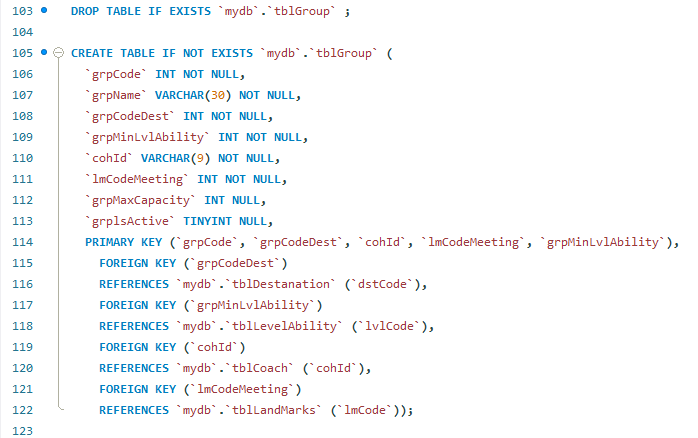 103 DROP TABLE IF EXISTS `mydb`.`tblGroup` ;
104
105 CREATE TABLE IF NOT EXISTS `mydb`.`tblGroup` (
106 `grpCode` INT NOT NULL,
107 `grpName` VARCHAR(30) NOT NULL,
108 `grpCodeDest` INT NOT NULL,
109 `grpMinLvlAbility` INT NOT NULL,
110 `cohId` VARCHAR(9) NOT NULL,
111 `lmCodeMeeting` INT NOT NULL,
112 `grpMaxCapacity` INT NULL,
113 `grplsActive` TINYINT NULL,
114 PRIMARY KEY (`grpCode`, `grpCodeDest`, `cohId`, `lmCodeMeeting`, `grpMinLvlAbility`),
115 FOREIGN KEY (`grpCodeDest`)
116 REFERENCES `mydb`.`tblDestanation` (`dstCode`),
117 FOREIGN KEY (`grpMinLvlAbility`)
118 REFERENCES `mydb`.`tblLevelAbility` (`lvlCode`),
119 FOREIGN KEY (`cohId`)
120 REFERENCES `mydb`.`tblCoach` (`cohId`),
121 FOREIGN KEY (`lmCodeMeeting`)
122 REFERENCES `mydb`.`tblLandMarks` (`lmCode`));
123